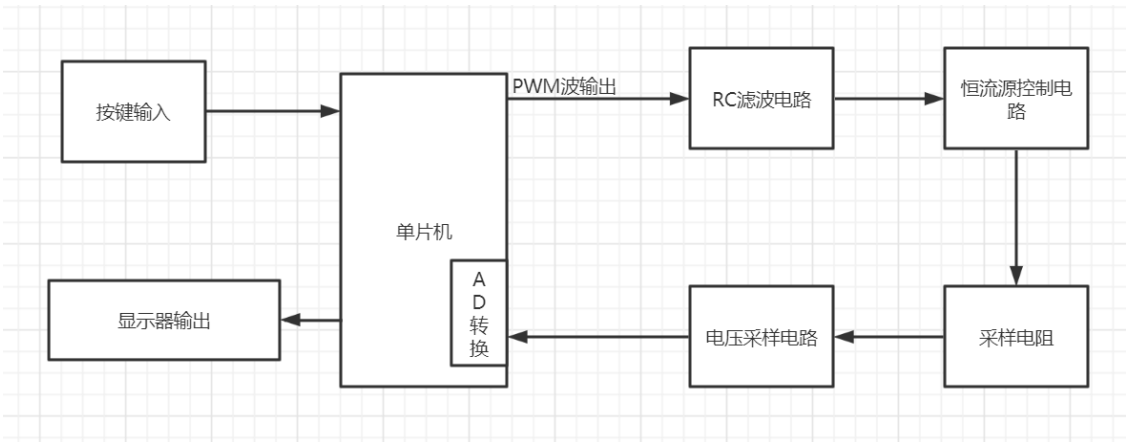 按键输入
PWM波输出
RC滤波电路
恒流源控制电
路
单片机
A
D
转
换
显示器输出
电压采样电路
采样电阻